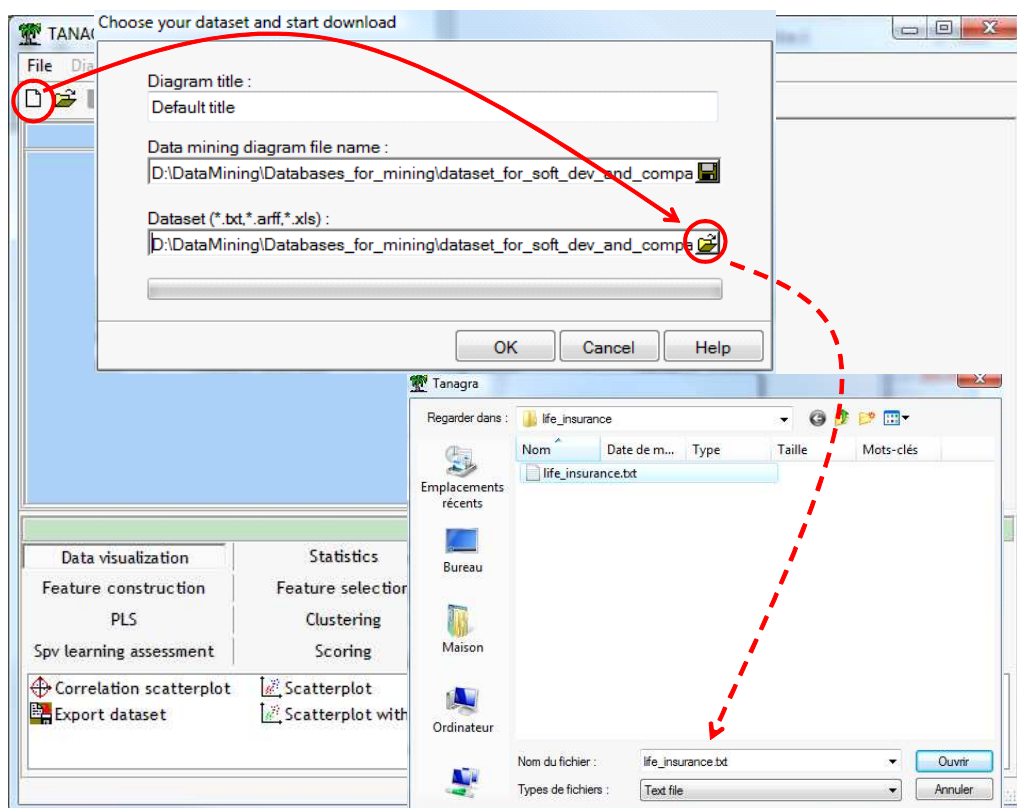 Choose your dataset and start download
TANA
File Dia
Diagram title :
Default title
Data mining diagram file name :
D:\DataMining\Databases_for_mining\dataset_for_soft_dev_and_compa
Dataset (*.txt,*.arff,*.xls) :
D:\DataMining\Databases_for_mining\dataset_for_soft_dev_and_compa
OK Cancel Help
Tanagra
Regarder dans : life_insurance
Nom Date de m... Type Taille Mots-clés
life_insurance.txt
Emplacements
récents
Bureau
Maison
Ordinateur
Nom du fichier : life_insurance.txt Ouvrir
Types de fichiers : Text file Annuler
Data visualization Statistics
Feature construction Feature selection
PLS Clustering
Spv learning assessment Scoring
Correlation scatterplot Scatterplot
Export dataset Scatterplot with